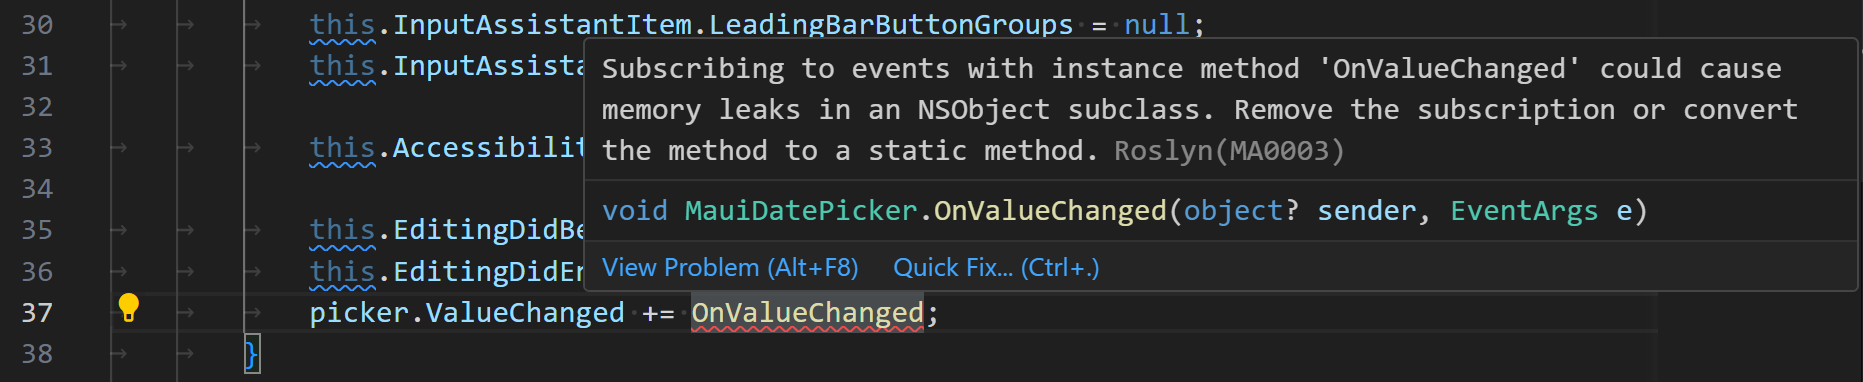 30 this.InputAssistantItem.LeadingBarButtonGroups = null;
31 this.InputAssista
Subscribing to events with instance method 'OnValueChanged' could cause
memory leaks in an NSObject subclass. Remove the subscription or convert
the method to a static method. Roslyn(MA0003)
void MauiDatePicker.OnValueChanged(object? sender, EventArgs e)
View Problem (Alt+F8) Quick Fix... (Ctrl+.)
32
33 this.Accessibilit
34
35 this.EditingDidBe
36 this.EditingDidEn
37 picker.ValueChanged += OnValueChanged;
38 }